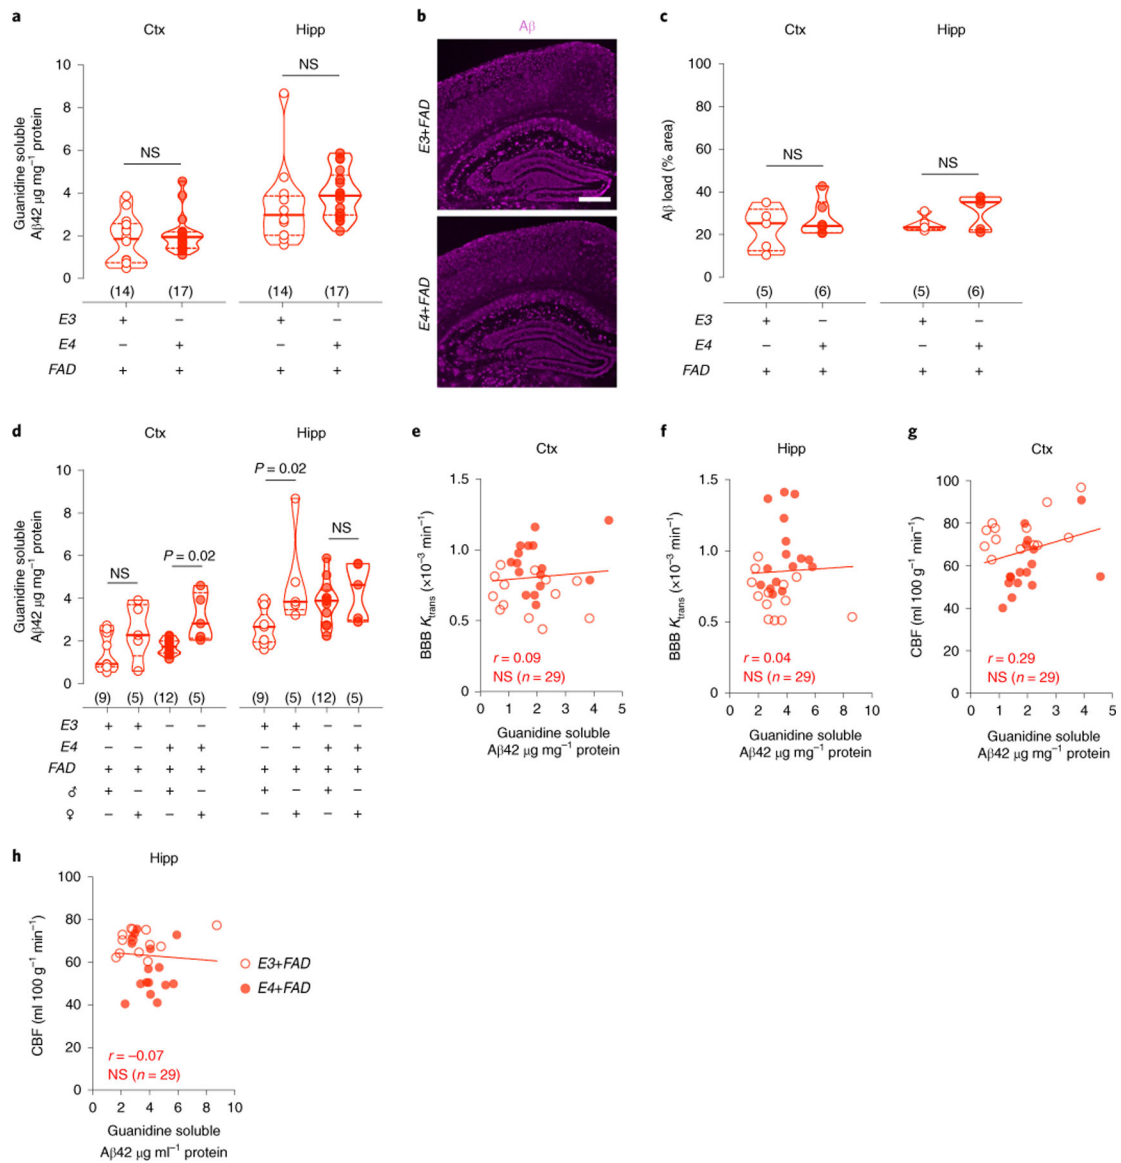 a
Ctx
Hipp
Guanidine soluble
Aβ42 μg mg⁻¹ protein
10
8
6
4
2
0
NS
NS
(14)
(17)
(14)
(17)
E3 + – + –
E4 – + – +
FAD + + + +
b
Aβ
E3+FAD
E4+FAD
c
Ctx
Hipp
Aβ load (% area)
100
80
60
40
20
0
NS
NS
(5)
(6)
(5)
(6)
E3 + – + –
E4 – + – +
FAD + + + +
d
Ctx
Hipp
Guanidine soluble
Aβ42 μg mg⁻¹ protein
10
8
6
4
2
0
NS
P = 0.02
P = 0.02
NS
(9) (5) (12) (5)
(9) (5) (12) (5)
E3 + + – – + + – –
E4 – – + + – – + +
FAD + + + + + + + +
♂ + – + – + – + –
♀ – + – + – + – +
e
Ctx
BBB Ktrans (×10⁻³ min⁻¹)
1.5
1.0
0.5
0
r = 0.09
NS (n = 29)
0 1 2 3 4 5
Guanidine soluble
Aβ42 μg mg⁻¹ protein
f
Hipp
BBB Ktrans (×10⁻³ min⁻¹)
1.5
1.0
0.5
0
r = 0.04
NS (n = 29)
0 2 4 6 8 10
Guanidine soluble
Aβ42 μg mg⁻¹ protein
g
Ctx
CBF (ml 100 g⁻¹ min⁻¹)
100
80
60
40
20
0
r = 0.29
NS (n = 29)
0 1 2 3 4 5
Guanidine soluble
Aβ42 μg mg⁻¹ protein
h
Hipp
CBF (ml 100 g⁻¹ min⁻¹)
100
80
60
40
20
0
r = –0.07
NS (n = 29)
0 2 4 6 8 10
Guanidine soluble
Aβ42 μg ml⁻¹ protein
E3+FAD
E4+FAD